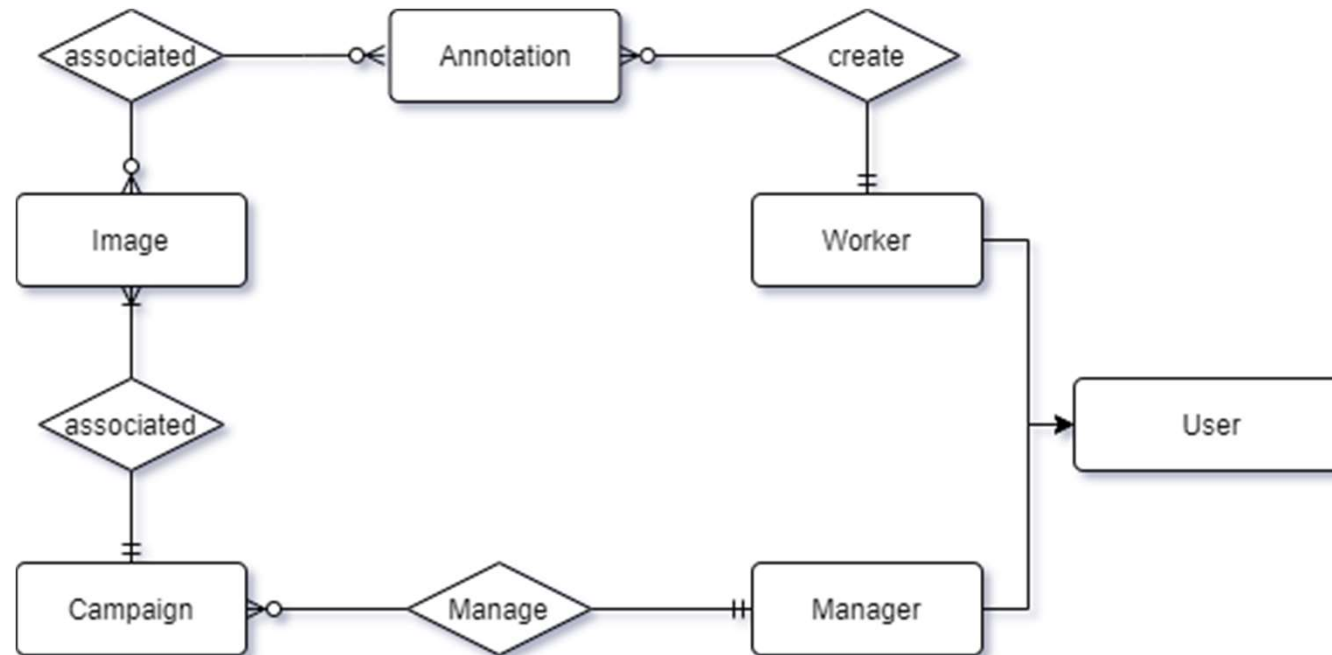 associated
Annotation
create
Image
Worker
associated
User
Campaign
Manage
Manager